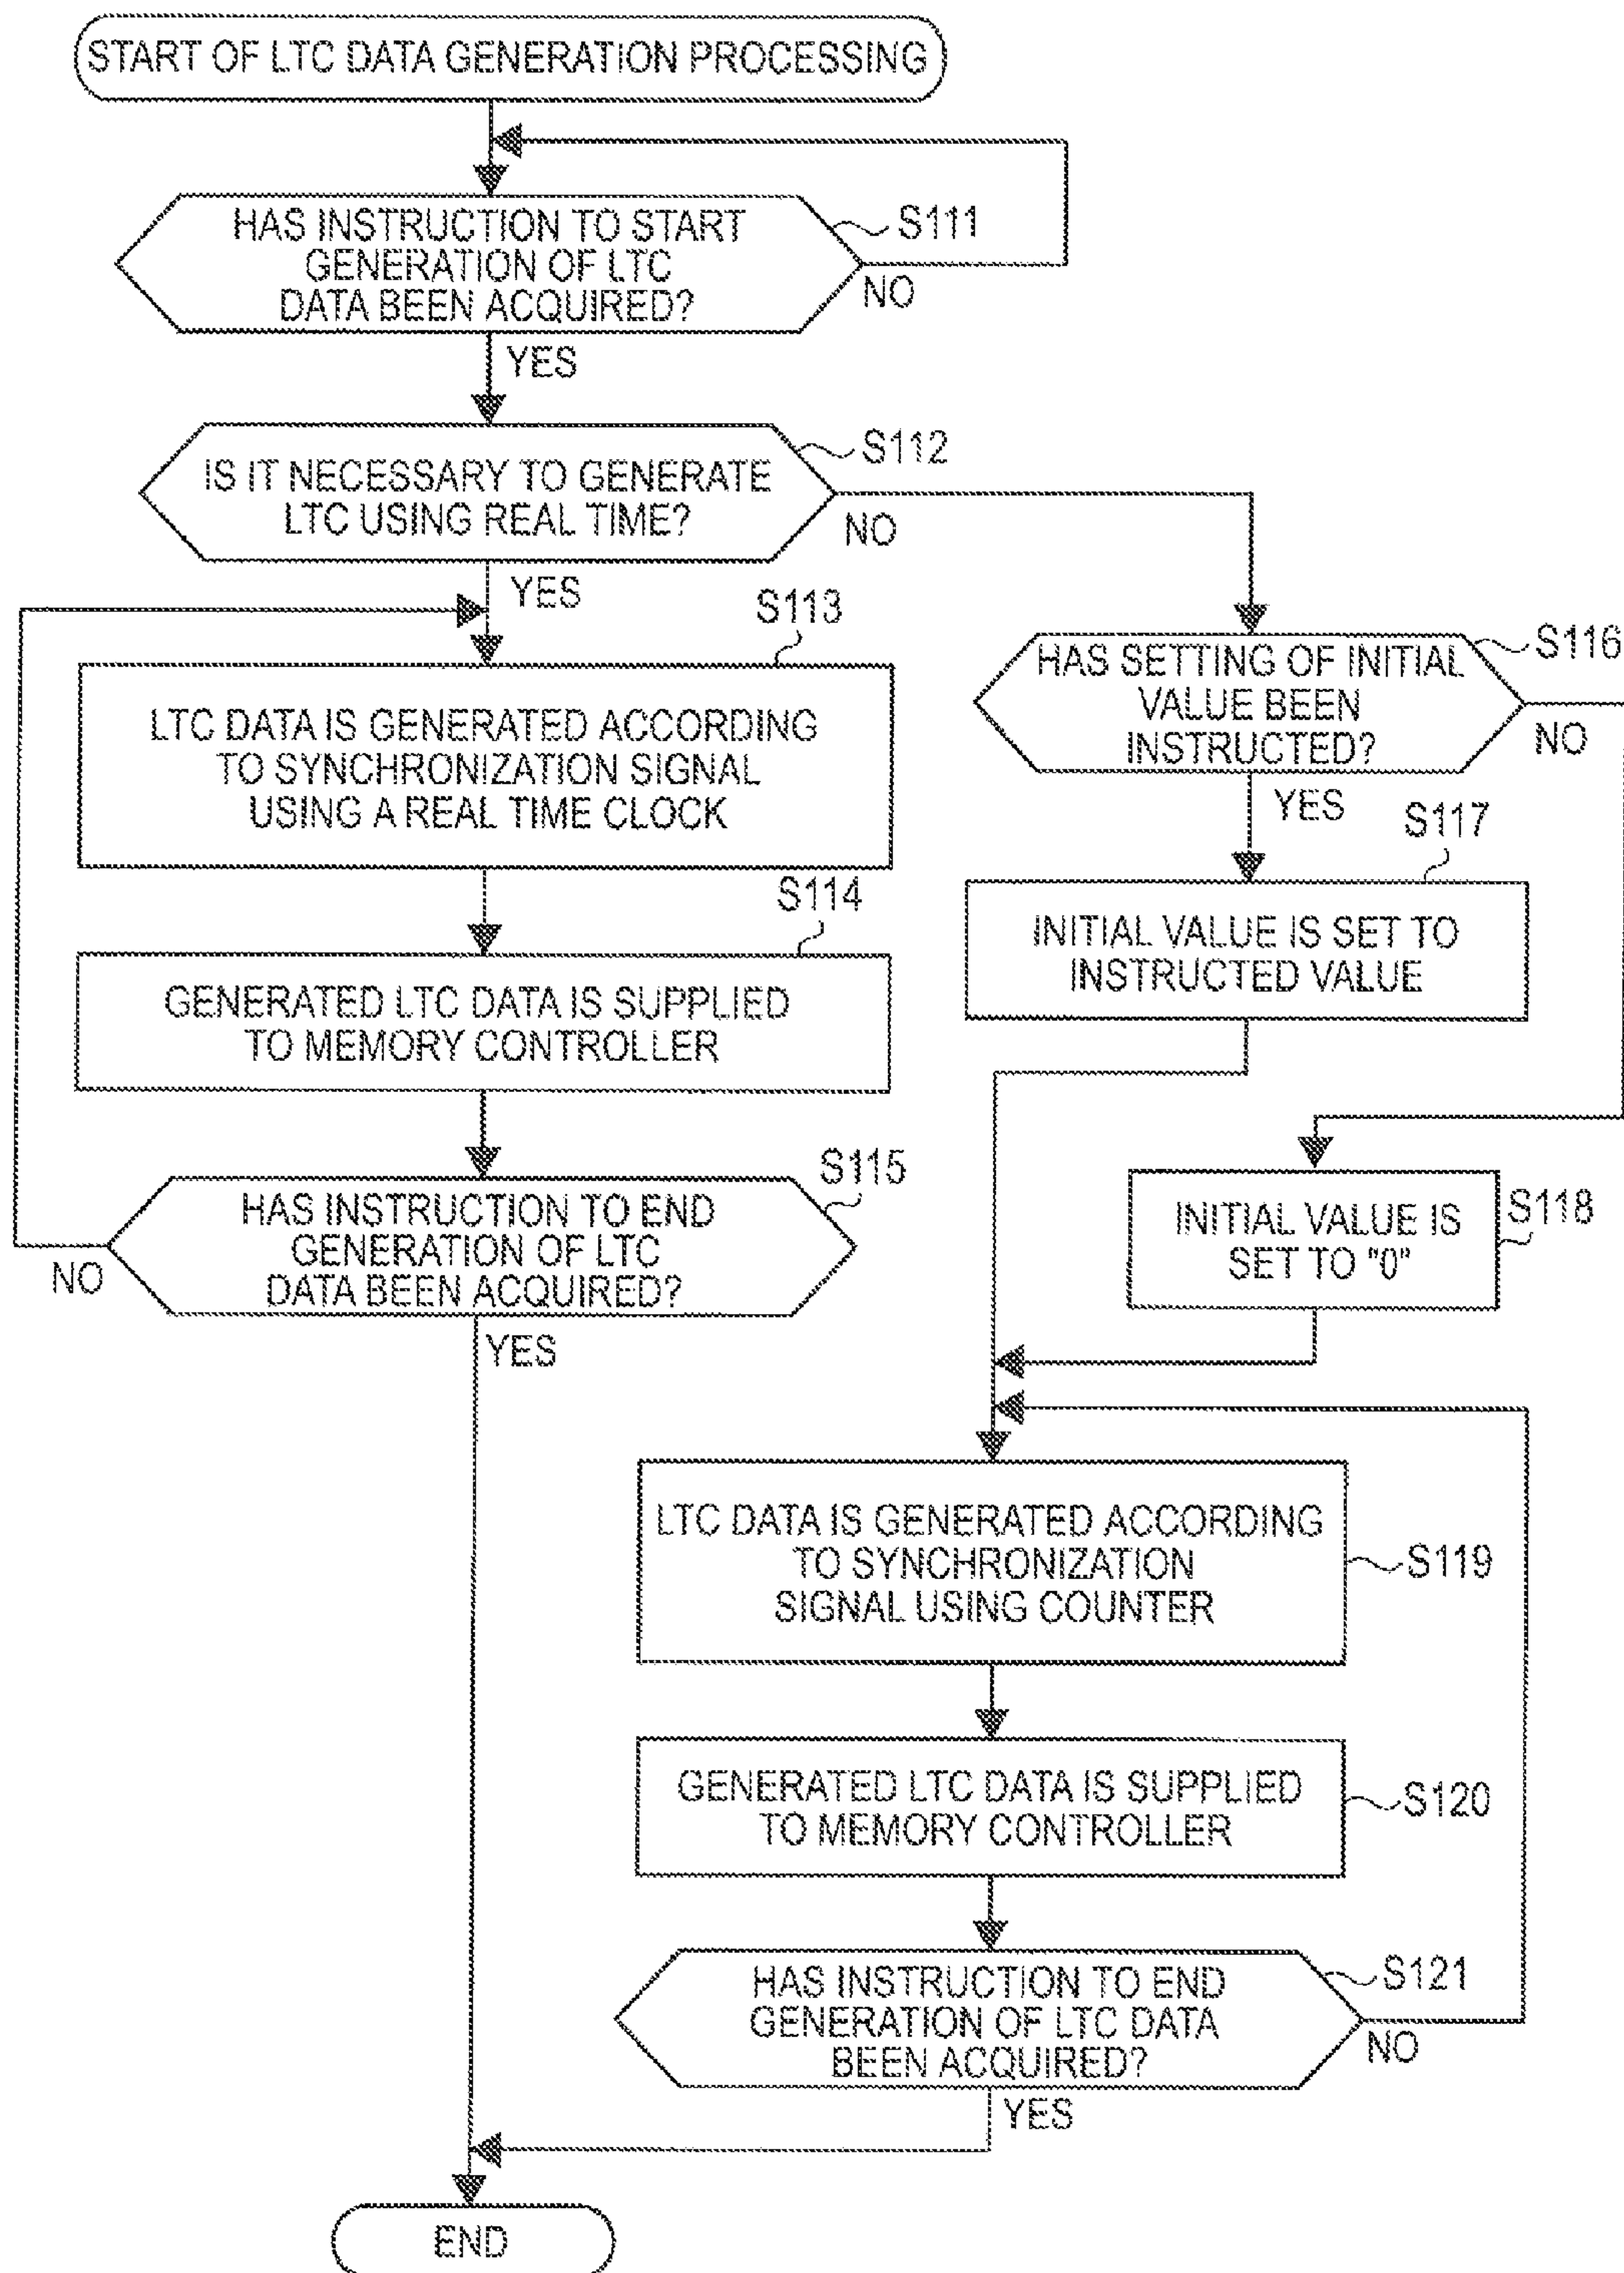 START OF LTC DATA GENERATION PROCESSING
HAS INSTRUCTION TO START
GENERATION OF LTC
DATA BEEN ACQUIRED?
S111
NO
YES
IS IT NECESSARY TO GENERATE
LTC USING REAL TIME?
S112
NO
YES
S113
LTC DATA IS GENERATED ACCORDING
TO SYNCHRONIZATION SIGNAL
USING A REAL TIME CLOCK
S114
GENERATED LTC DATA IS SUPPLIED
TO MEMORY CONTROLLER
S115
HAS INSTRUCTION TO END
GENERATION OF LTC
DATA BEEN ACQUIRED?
NO
YES
HAS SETTING OF INITIAL
VALUE BEEN
INSTRUCTED?
S116
NO
YES
S117
INITIAL VALUE IS SET TO
INSTRUCTED VALUE
INITIAL VALUE IS
SET TO "0"
S118
LTC DATA IS GENERATED ACCORDING
TO SYNCHRONIZATION
SIGNAL USING COUNTER
S119
GENERATED LTC DATA IS SUPPLIED
TO MEMORY CONTROLLER
S120
HAS INSTRUCTION TO END
GENERATION OF LTC DATA
BEEN ACQUIRED?
S121
NO
YES
END